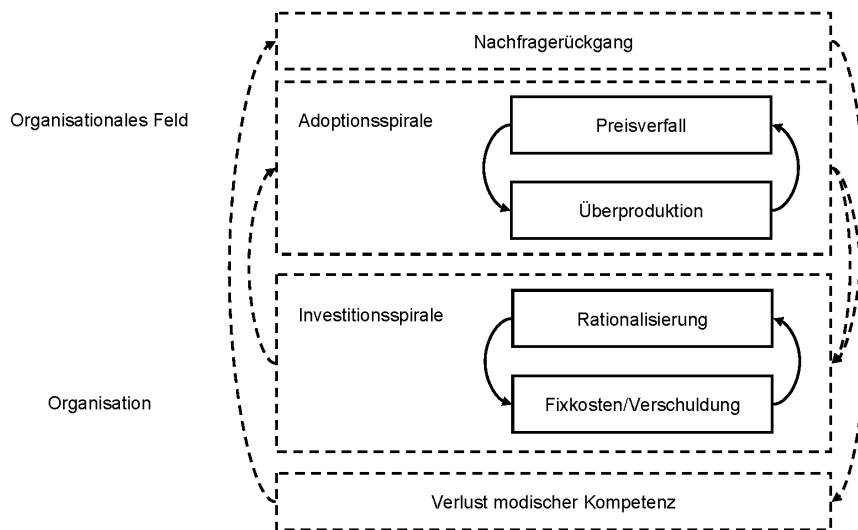 Nachfragerückgang
Organisationales Feld
Adoptionsspirale
Preisverfall
Überproduktion
Investitionsspirale
Rationalisierung
Organisation
Fixkosten/Verschuldung
Verlust modischer Kompetenz